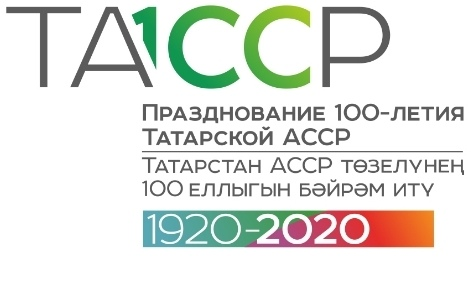 ТА1ССР
Празднование 100-летия
Татарской АССР
Татарстан АССР төзелүнең
100 еллыгын бәйрәм итү
1920-2020